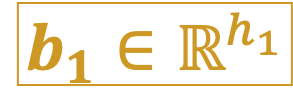 b₁ ∈ ℝ^{h₁}